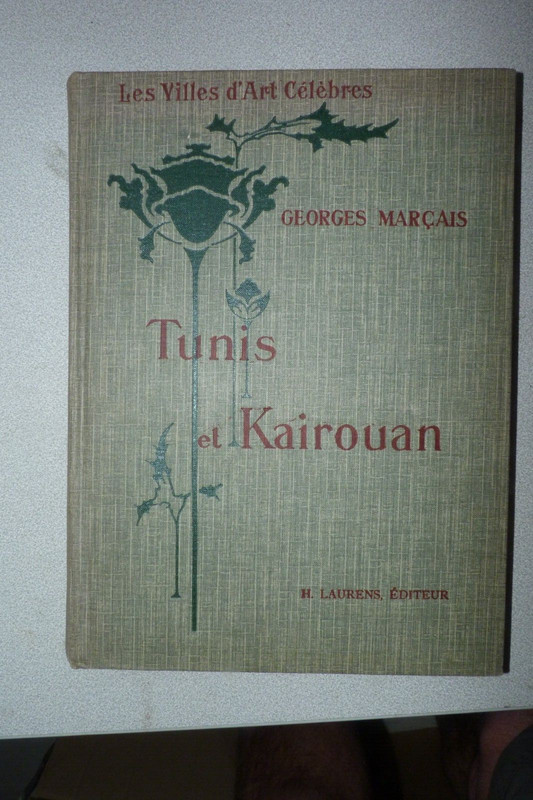 Les Villes d'Art Célèbres
GEORGES MARÇAIS
Tunis
et Kairouan
H. LAURENS, ÉDITEUR